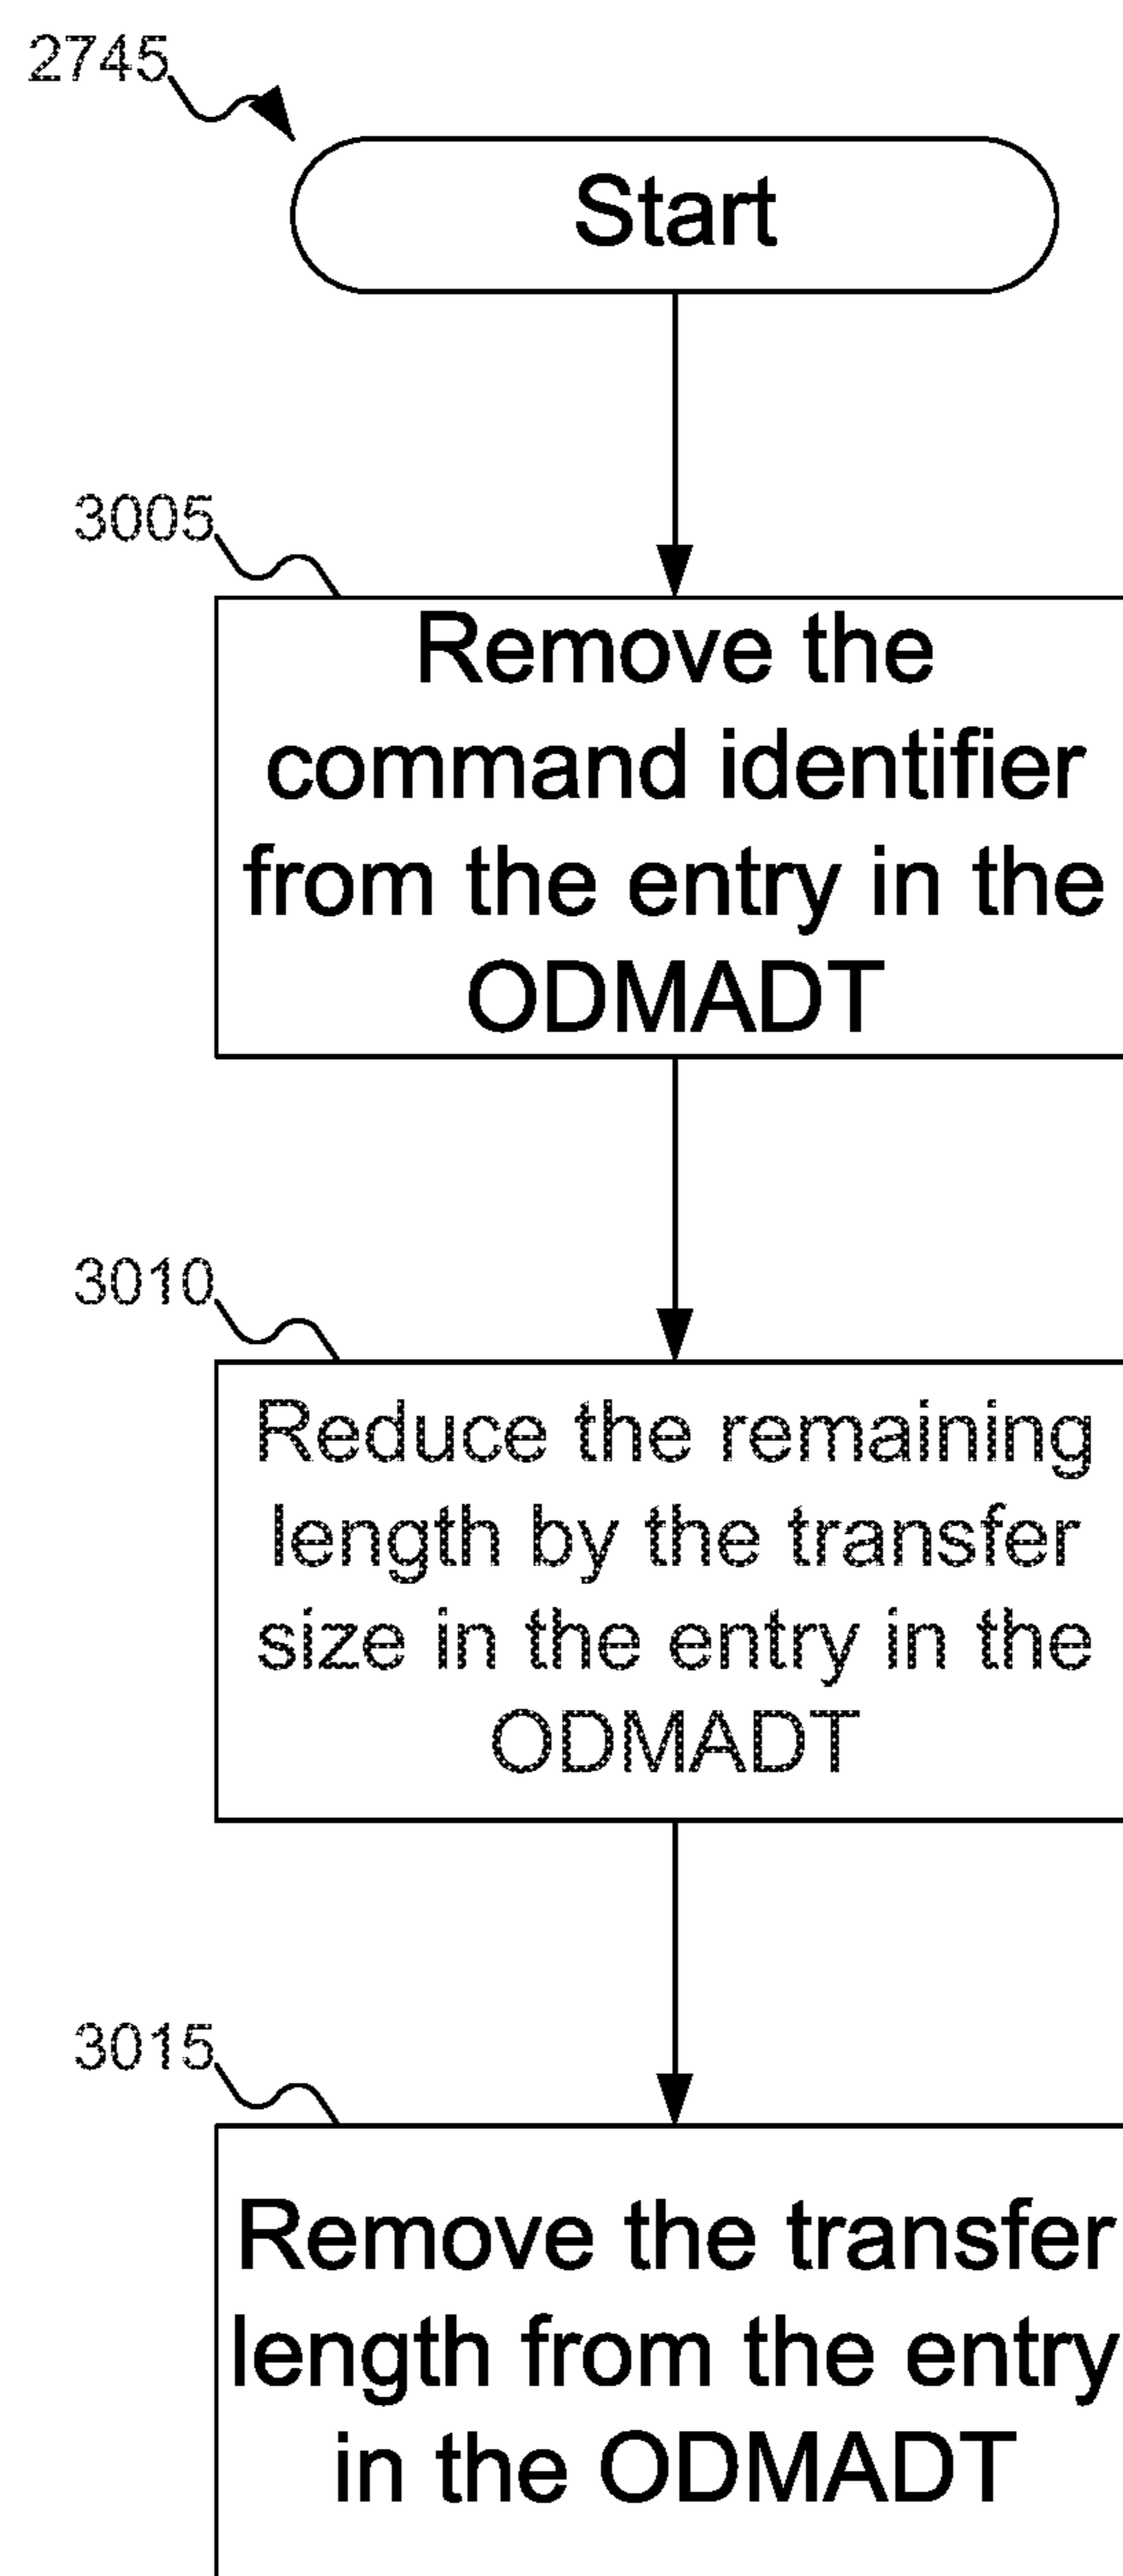 2745
Start
3005
Remove the
command identifier
from the entry in the
ODMADT
3010
Reduce the remaining
length by the transfer
size in the entry in the
ODMADT
3015
Remove the transfer
length from the entry
in the ODMADT